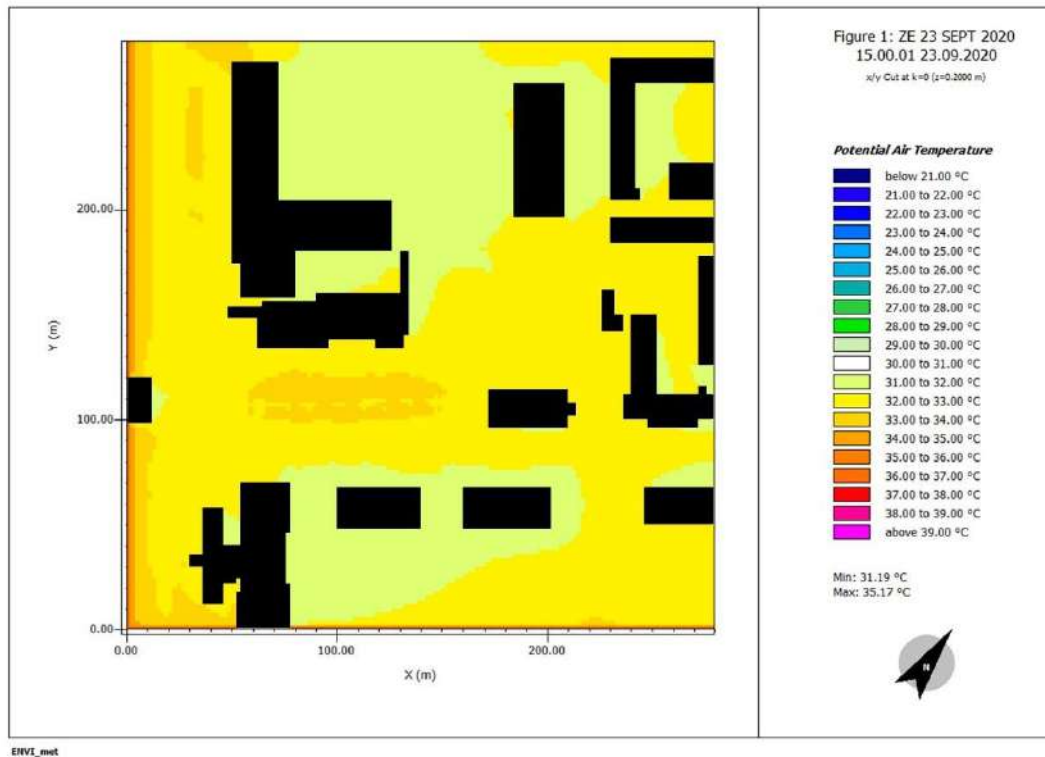 Figure 1: ZE 23 SEPT 2020
15.00.01 23.09.2020
x/y Cut at k=0 (z=0.2000 m)
Potential Air Temperature
below 21.00 °C
21.00 to 22.00 °C
22.00 to 23.00 °C
23.00 to 24.00 °C
24.00 to 25.00 °C
25.00 to 26.00 °C
26.00 to 27.00 °C
27.00 to 28.00 °C
28.00 to 29.00 °C
29.00 to 30.00 °C
30.00 to 31.00 °C
31.00 to 32.00 °C
32.00 to 33.00 °C
33.00 to 34.00 °C
34.00 to 35.00 °C
35.00 to 36.00 °C
36.00 to 37.00 °C
37.00 to 38.00 °C
38.00 to 39.00 °C
above 39.00 °C
Min: 31.19 °C
Max: 35.17 °C
N
200.00
Y (m)
100.00
0.00
0.00 100.00 200.00
X (m)
ENVI_met